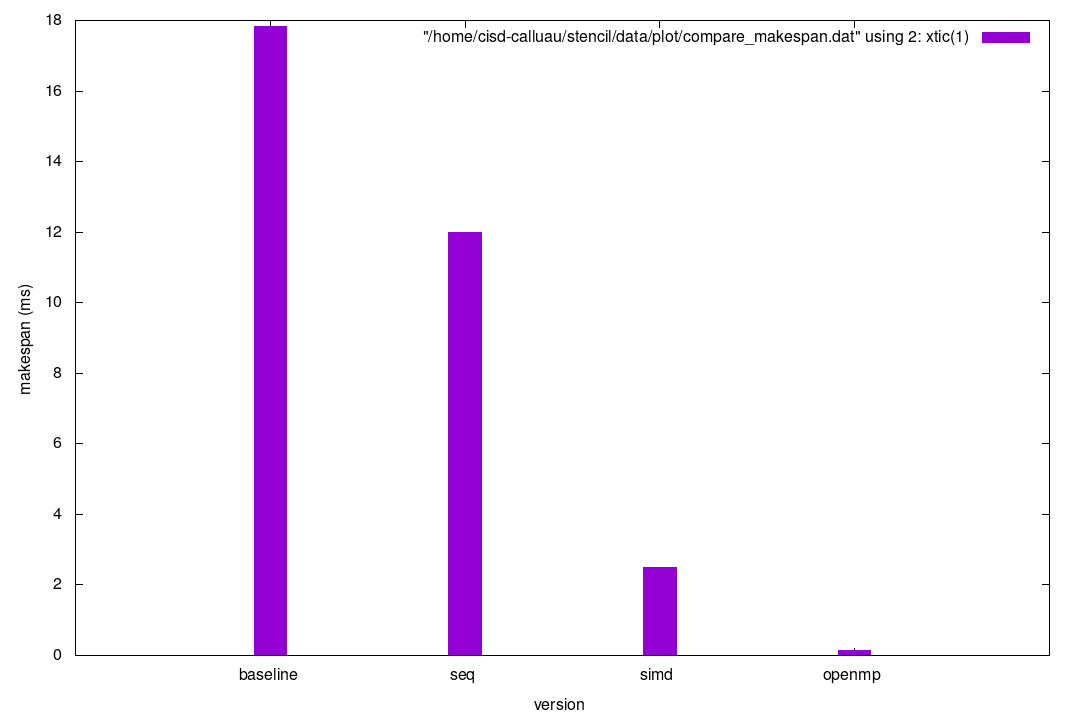 "/home/cisd-calluau/stencil/data/plot/compare_makespan.dat" using 2: xtic(1)
18
16
14
12
10
8
6
4
2
0
makespan (ms)
baseline seq simd openmp
version